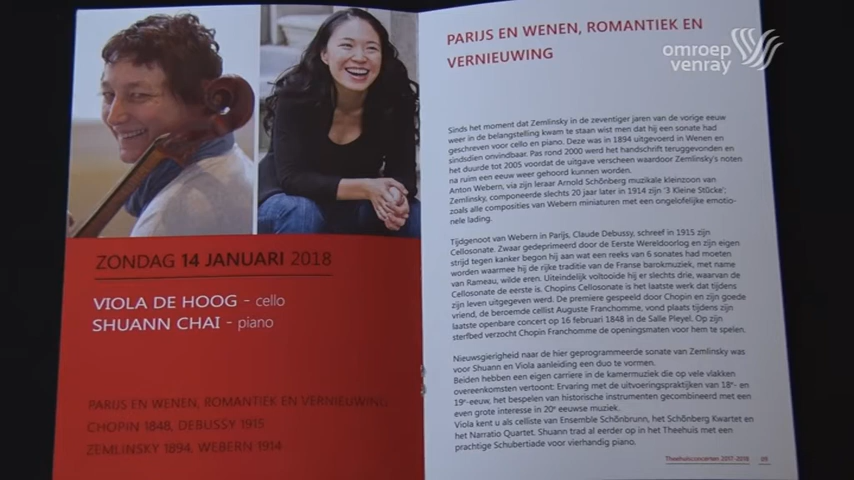 ZONDAG 14 JANUARI 2018
VIOLA DE HOOG - cello
SHUANN CHAI - piano
PARIJS EN WENEN, ROMANTIEK EN VERNIEUWING
CHOPIN 1848, DEBUSSY 1915
ZEMLINSKY 1894, WEBERN 1914
PARIJS EN WENEN, ROMANTIEK EN
VERNIEUWING
omroep
venray
Sinds het moment dat Zemlinsky in de zeventiger jaren van de vorige eeuw
weer in de belangstelling kwam te staan wist men dat hij een sonate had
geschreven voor cello en piano. Deze was in 1894 uitgevoerd in Wenen en
sindsdien onvindbaar. Pas rond 2000 werd het handschrift teruggevonden en
het duurde tot 2005 voordat de uitgave verscheen waardoor Zemlinsky's noten
na ruim een eeuw weer gehoord kunnen worden.
Anton Webern, via zijn leraar Arnold Schönberg muzikale kleinzoon van
Zemlinsky, componeerde slechts 20 jaar later in 1914 zijn '3 Kleine Stücke';
zoals alle composities van Webern miniaturen met een ongelofelijke emotio-
nele lading.
Tijdgenoot van Webern in Parijs, Claude Debussy, schreef in 1915 zijn
Cellosonate. Zwaar gedeprimeerd door de Eerste Wereldoorlog en zijn eigen
strijd tegen kanker begon hij aan wat een reeks van 6 sonates had moeten
worden waarmee hij de rijke traditie van de Franse barokmuziek, met name
van Rameau, wilde eren. Uiteindelijk voltooide hij er slechts drie, waarvan de
Cellosonate de eerste is. Chopins Cellosonate is het laatste werk dat tijdens
zijn leven uitgegeven werd. De premiere gespeeld door Chopin en zijn goede
vriend, de beroemde cellist Auguste Franchomme, vond plaats tijdens zijn
laatste openbare concert op 16 februari 1848 in de Salle Pleyel. Op zijn
sterfbed verzocht Chopin Franchomme de openingsmaten voor hem te spelen.
Nieuwsgierigheid naar de hier geprogrammeerde sonate van Zemlinsky was
voor Shuann en Viola aanleiding een duo te vormen.
Beiden hebben een eigen carriere in de kamermuziek die op vele vlakken
overeenkomsten vertoont: Ervaring met de uitvoeringspraktijken van 18e- en
19e-eeuw, het bespelen van historische instrumenten gecombineerd met een
even grote interesse in 20e eeuwse muziek.
Viola kent u als celliste van Ensemble Schönbrunn, het Schönberg Kwartet en
het Narratio Quartet. Shuann trad al eerder op in het Theehuis met een
prachtige Schubertiade voor vierhandig piano.
Theehuisconcerten 2017-2018